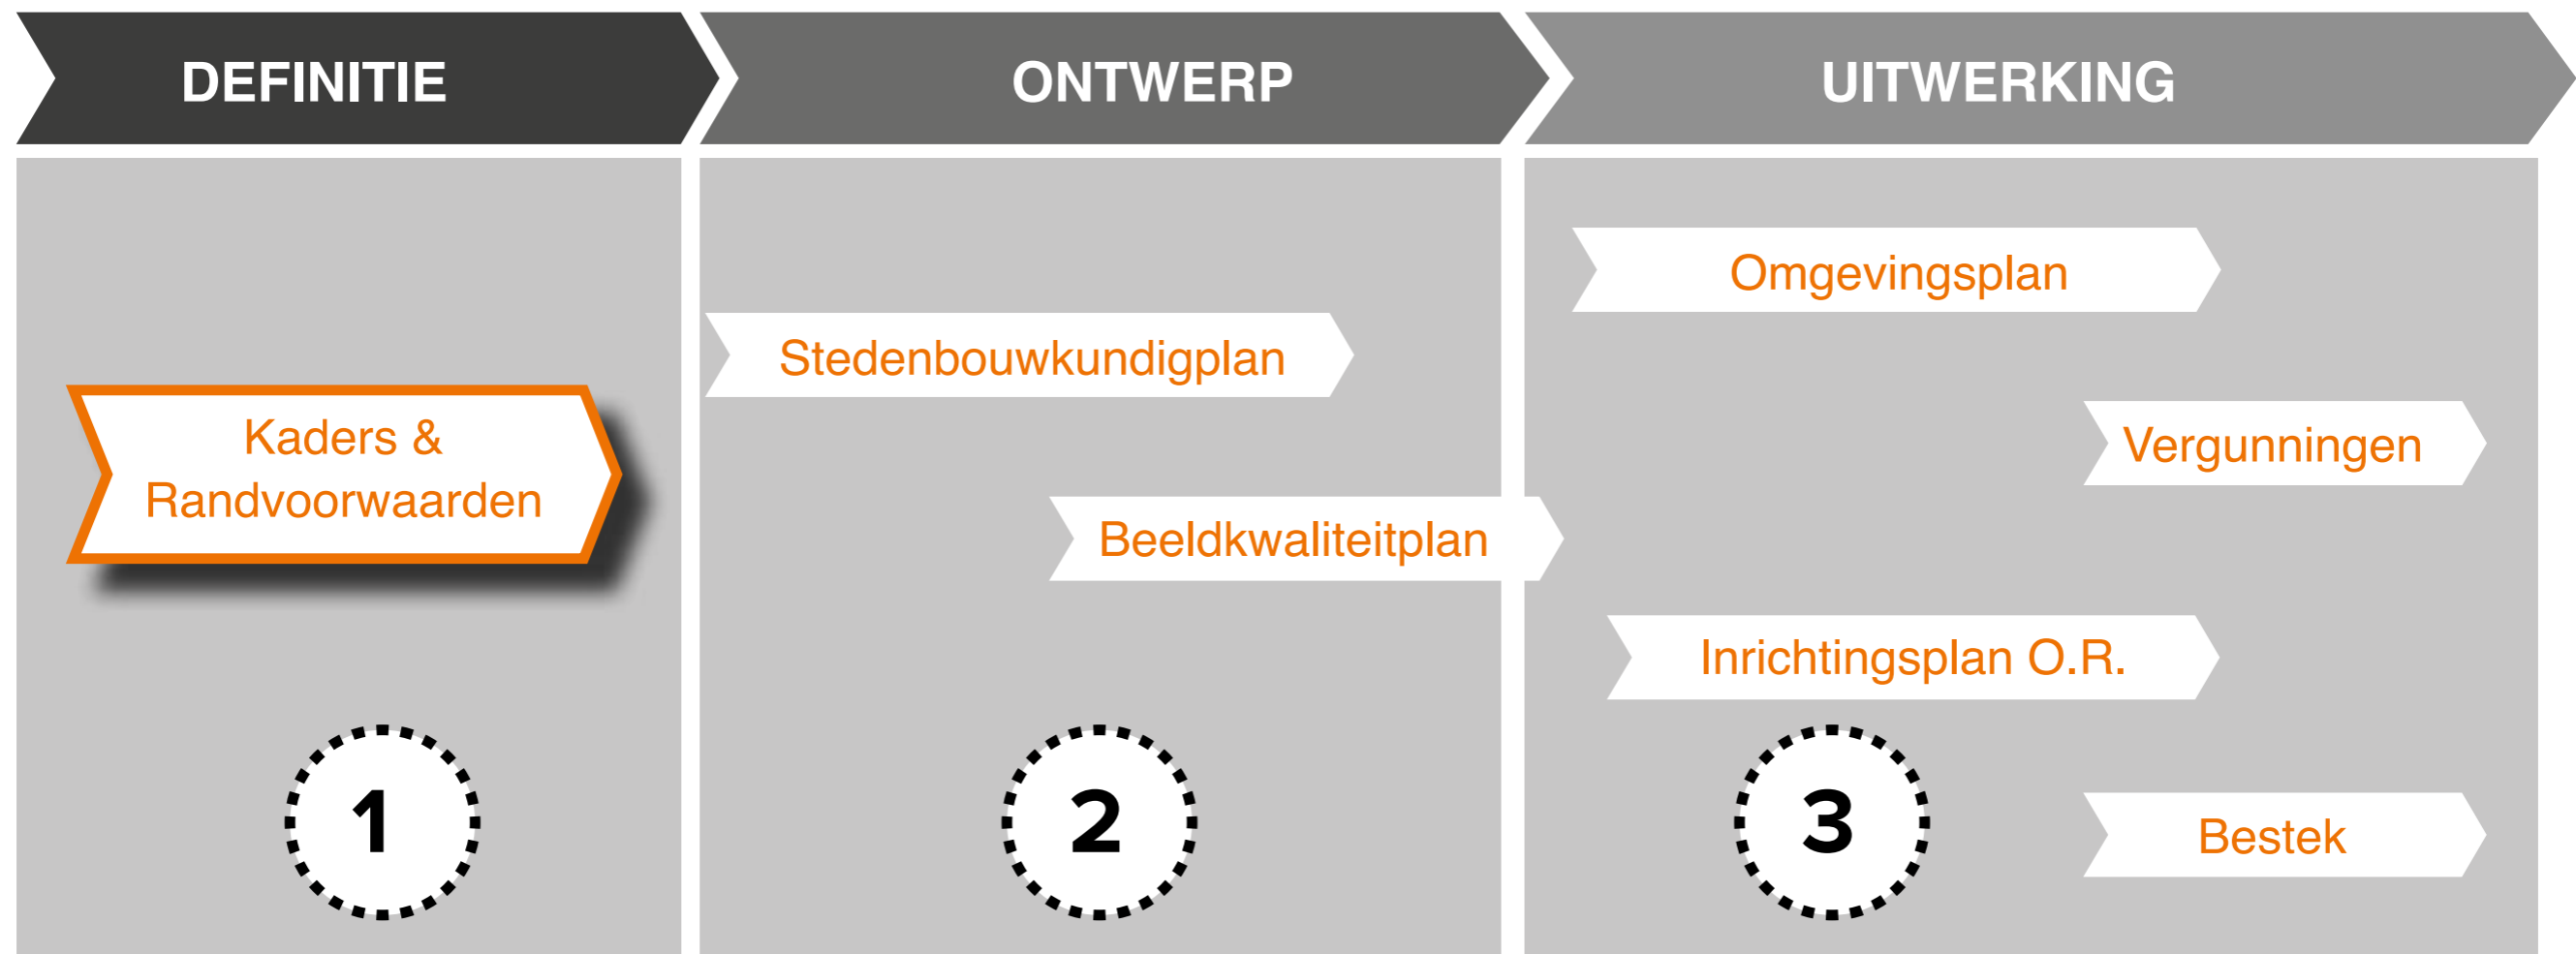 DEFINITIE
ONTWERP
UITWERKING
Kaders &
Randvoorwaarden
1
Stedenbouwkundigplan
Beeldkwaliteitplan
2
Omgevingsplan
Vergunningen
Inrichtingsplan O.R.
Bestek
3